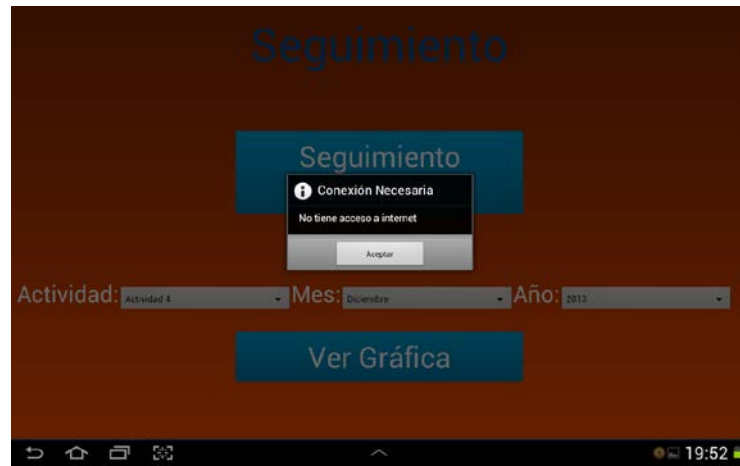 Seguimiento
Seguimiento
Conexión Necesaria
No tiene acceso a internet
Aceptar
Actividad: Actividad 4 Mes: Diciembre Año: 2013
Ver Gráfica
19:52